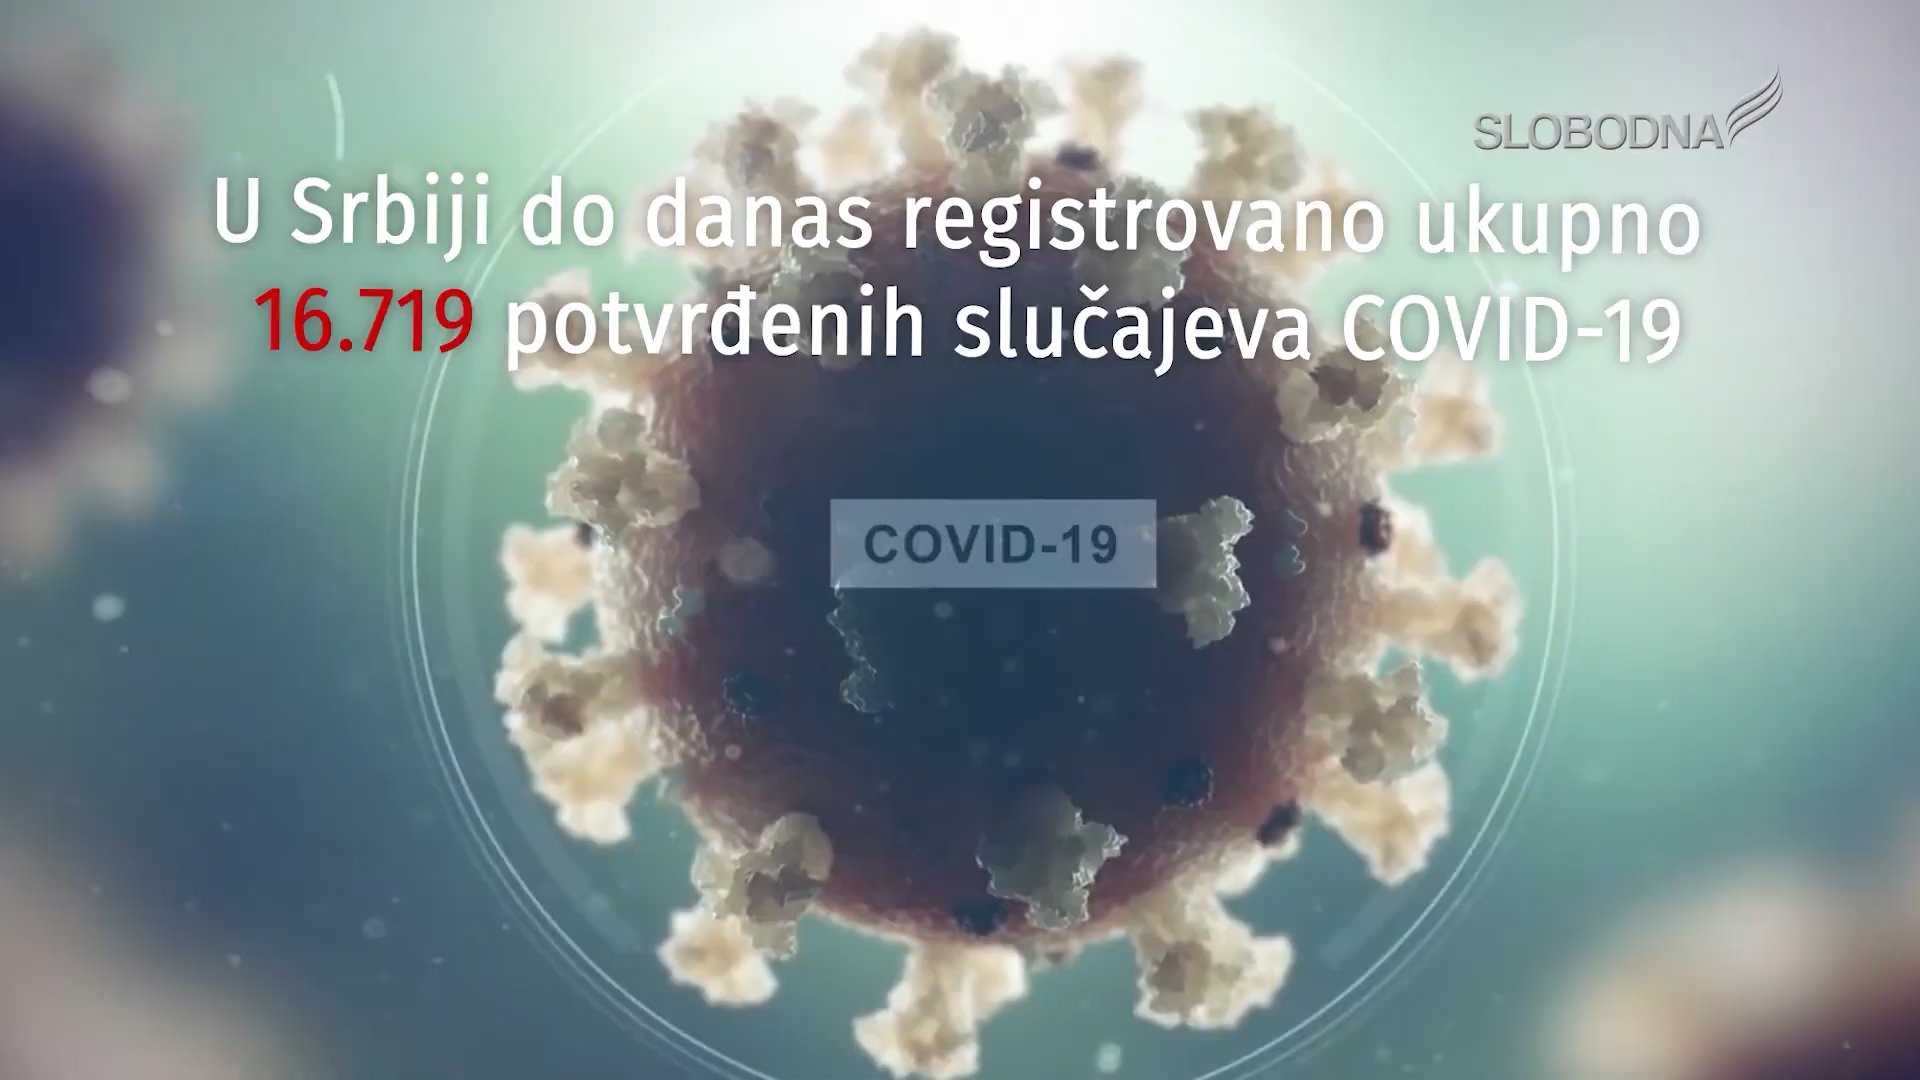 SLOBODNA
U Srbiji do danas registrovano ukupno
16.719 potvrđenih slučajeva COVID-19
COVID-19